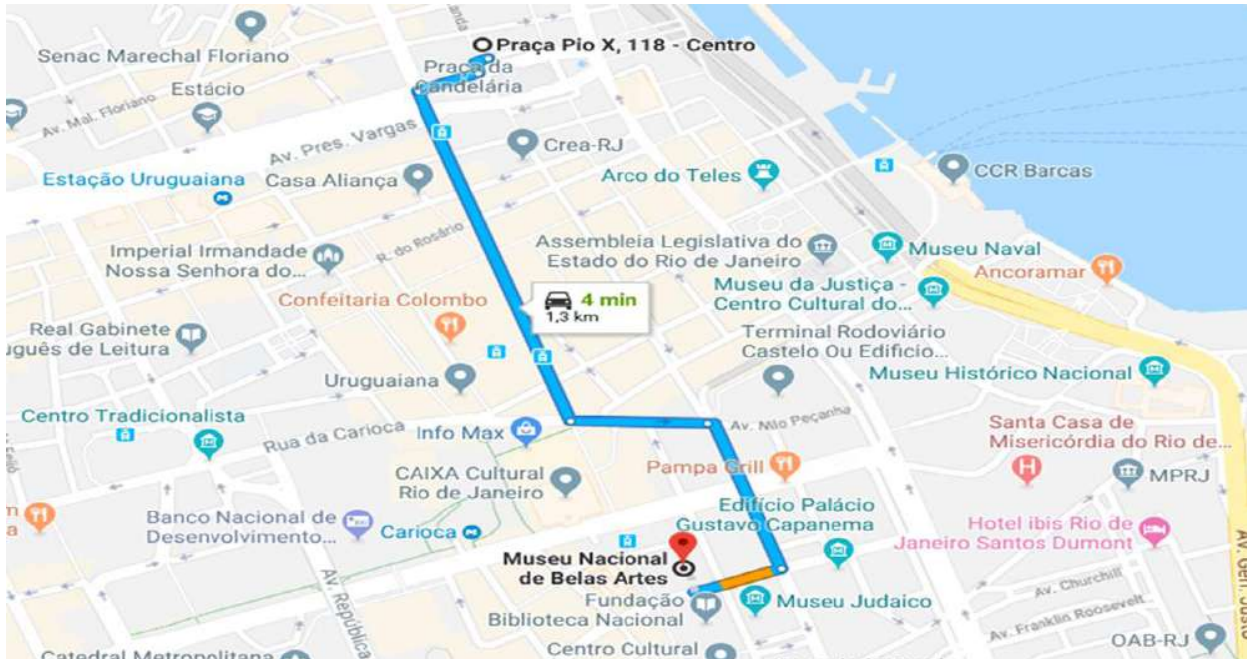 Praça Pio X, 118 - Centro
Senac Marechal Floriano
Praça da
Candelária
Estácio
Av. Mal. Floriano
Av. Pres. Vargas
Crea-RJ
CCR Barcas
Estação Uruguaiana
Casa Aliança
Arco do Teles
R. do Rosário
Imperial Irmandade
Nossa Senhora do...
Assembleia Legislativa do
Estado do Rio de Janeiro
Museu Naval
Ancoramar
Confeitaria Colombo
4 min
1,3 km
Museu da Justiça -
Centro Cultural do...
Real Gabinete
uguês de Leitura
Terminal Rodoviário
Castelo Ou Edificio...
Uruguaiana
Museu Histórico Nacional
Centro Tradicionalista
Rua da Carioca
Info Max
Av. Nilo Peçanha
Santa Casa de
Misericórdia do Rio de...
CAIXA Cultural
Rio de Janeiro
Pampa Grill
MPRJ
Banco Nacional de
Desenvolvimento...
Carioca
Edifício Palácio
Gustavo Capanema
Hotel ibis Rio de
Janeiro Santos Dumont
Museu Nacional
de Belas Artes
Av. República
Av. Gen. Justo
Fundação
Biblioteca Nacional
Museu Judaico
Av. Churchill
Av. Franklin Roosevelt
OAB-RJ
Catedral Metropolitana
Centro Cultural